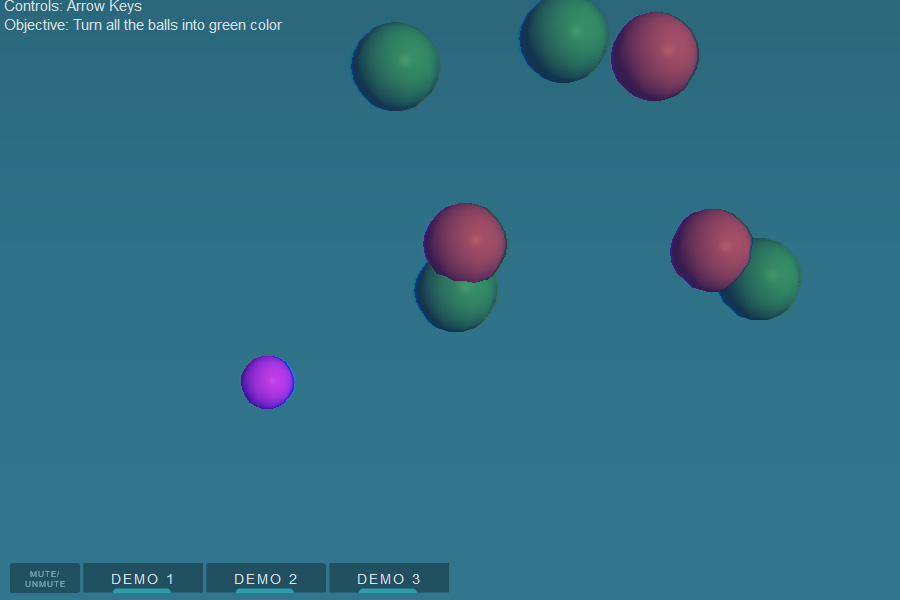 Controls: Arrow Keys
Objective: Turn all the balls into green color
MUTE/
UNMUTE
DEMO 1
DEMO 2
DEMO 3